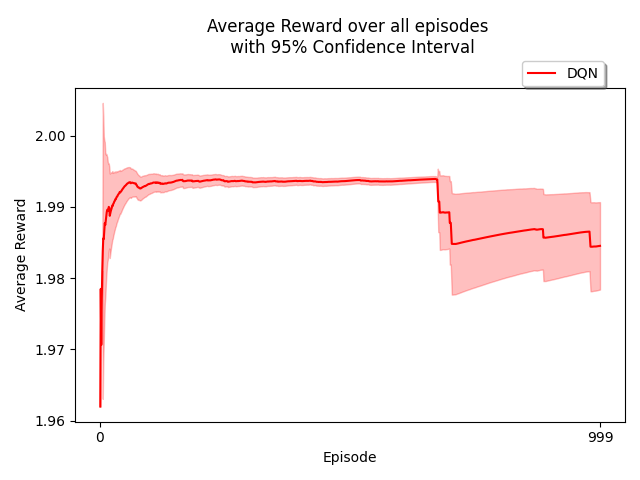 Average Reward over all episodes
with 95% Confidence Interval
DQN
2.00
1.99
1.98
1.97
1.96
Average Reward
0
999
Episode